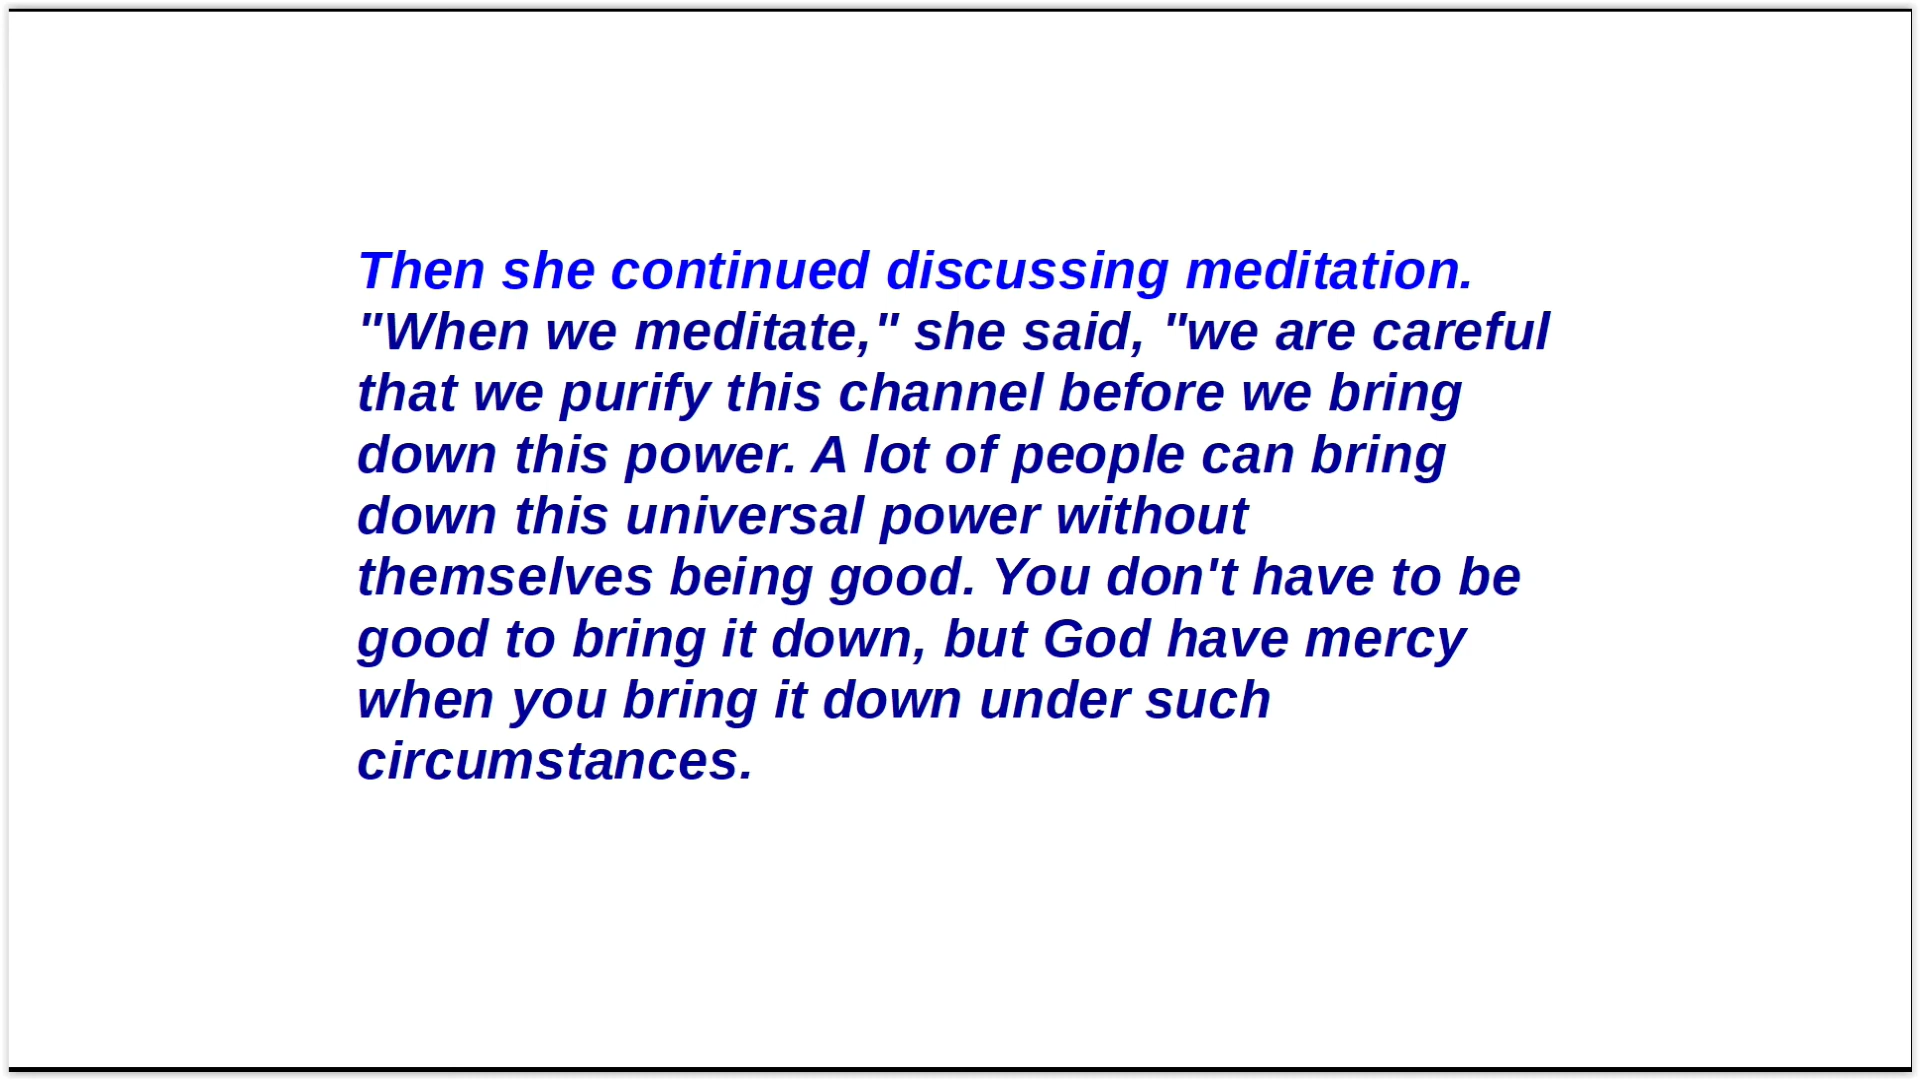 Then she continued discussing meditation.
"When we meditate," she said, "we are careful
that we purify this channel before we bring
down this power. A lot of people can bring
down this universal power without
themselves being good. You don't have to be
good to bring it down, but God have mercy
when you bring it down under such
circumstances.